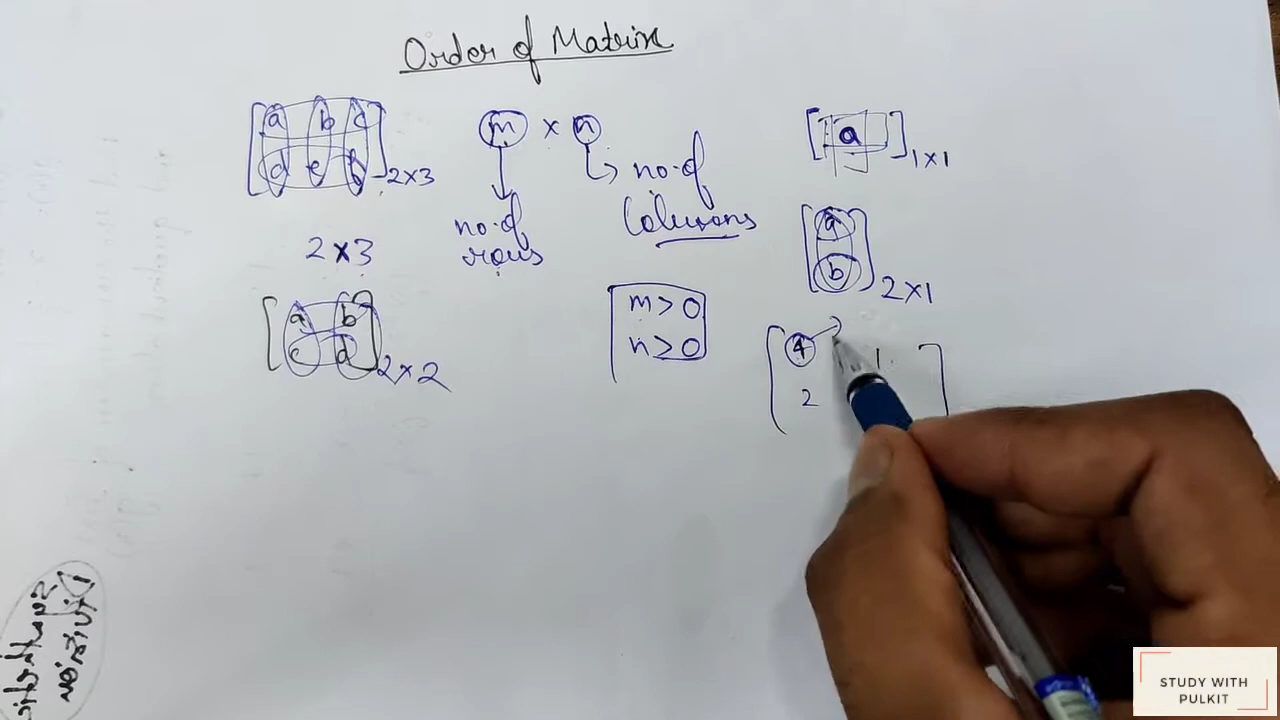 Order of Matrix
[a b c
d e f] 2×3
m × n
no. of rows
no. of Columns
[a] 1×1
[a
b] 2×1
2×3
[a b
c d] 2×2
m>0
n>0
[4 1
2 ]
STUDY WITH
PULKIT